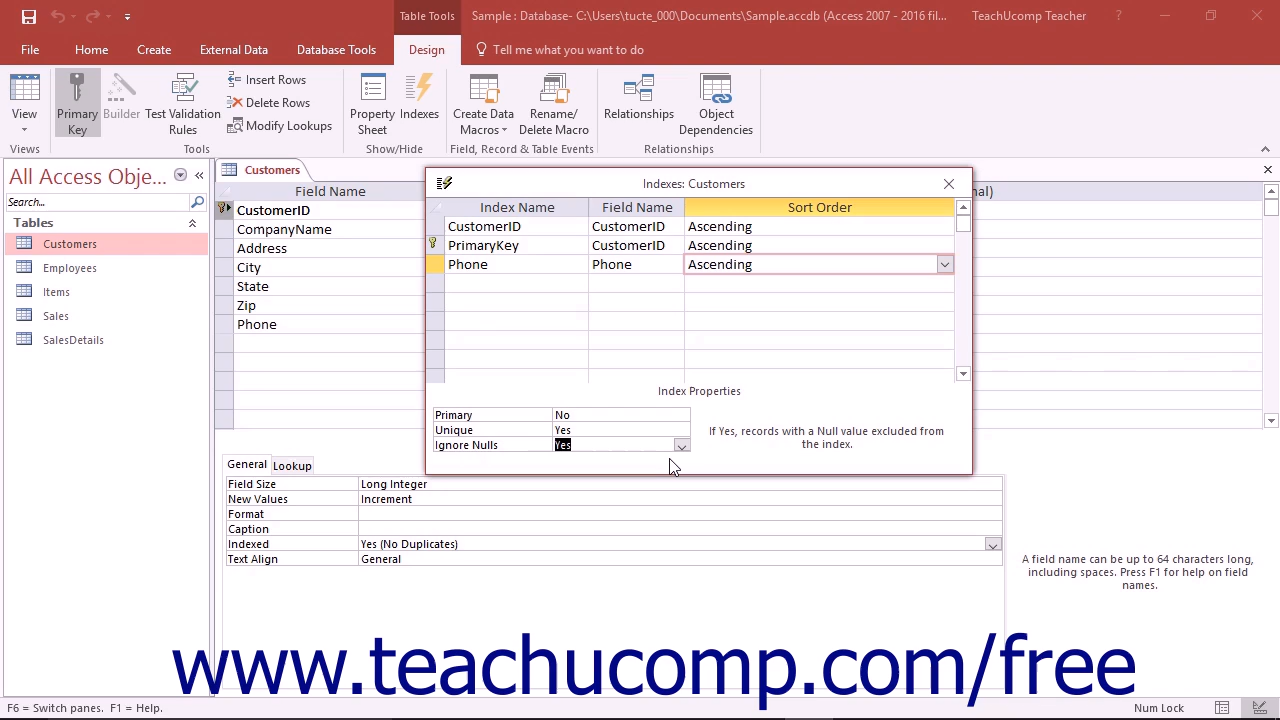 Table Tools
Sample : Database- C:\Users\tucte_000\Documents\Sample.accdb (Access 2007 - 2016 fil...
TeachUcomp Teacher
?
File
Home
Create
External Data
Database Tools
Design
Tell me what you want to do
View
Primary Key
Builder
Test Validation Rules
Insert Rows
Delete Rows
Modify Lookups
Property Sheet
Indexes
Create Data Macros
Rename/ Delete Macro
Relationships
Object Dependencies
Views
Tools
Show/Hide
Field, Record & Table Events
Relationships
All Access Obje...
Search...
Tables
Customers
Employees
Items
Sales
SalesDetails
Customers
Field Name
nal)
CustomerID
CompanyName
Address
City
State
Zip
Phone
Indexes: Customers
Index Name Field Name Sort Order
CustomerID CustomerID Ascending
PrimaryKey CustomerID Ascending
Phone Phone Ascending
Index Properties
Primary No
Unique Yes
Ignore Nulls Yes
If Yes, records with a Null value excluded from
the index.
General Lookup
Field Size Long Integer
New Values Increment
Format
Caption
Indexed Yes (No Duplicates)
Text Align General
A field name can be up to 64 characters long,
including spaces. Press F1 for help on field
names.
www.teachucomp.com/free
F6 = Switch panes. F1 = Help.
Num Lock